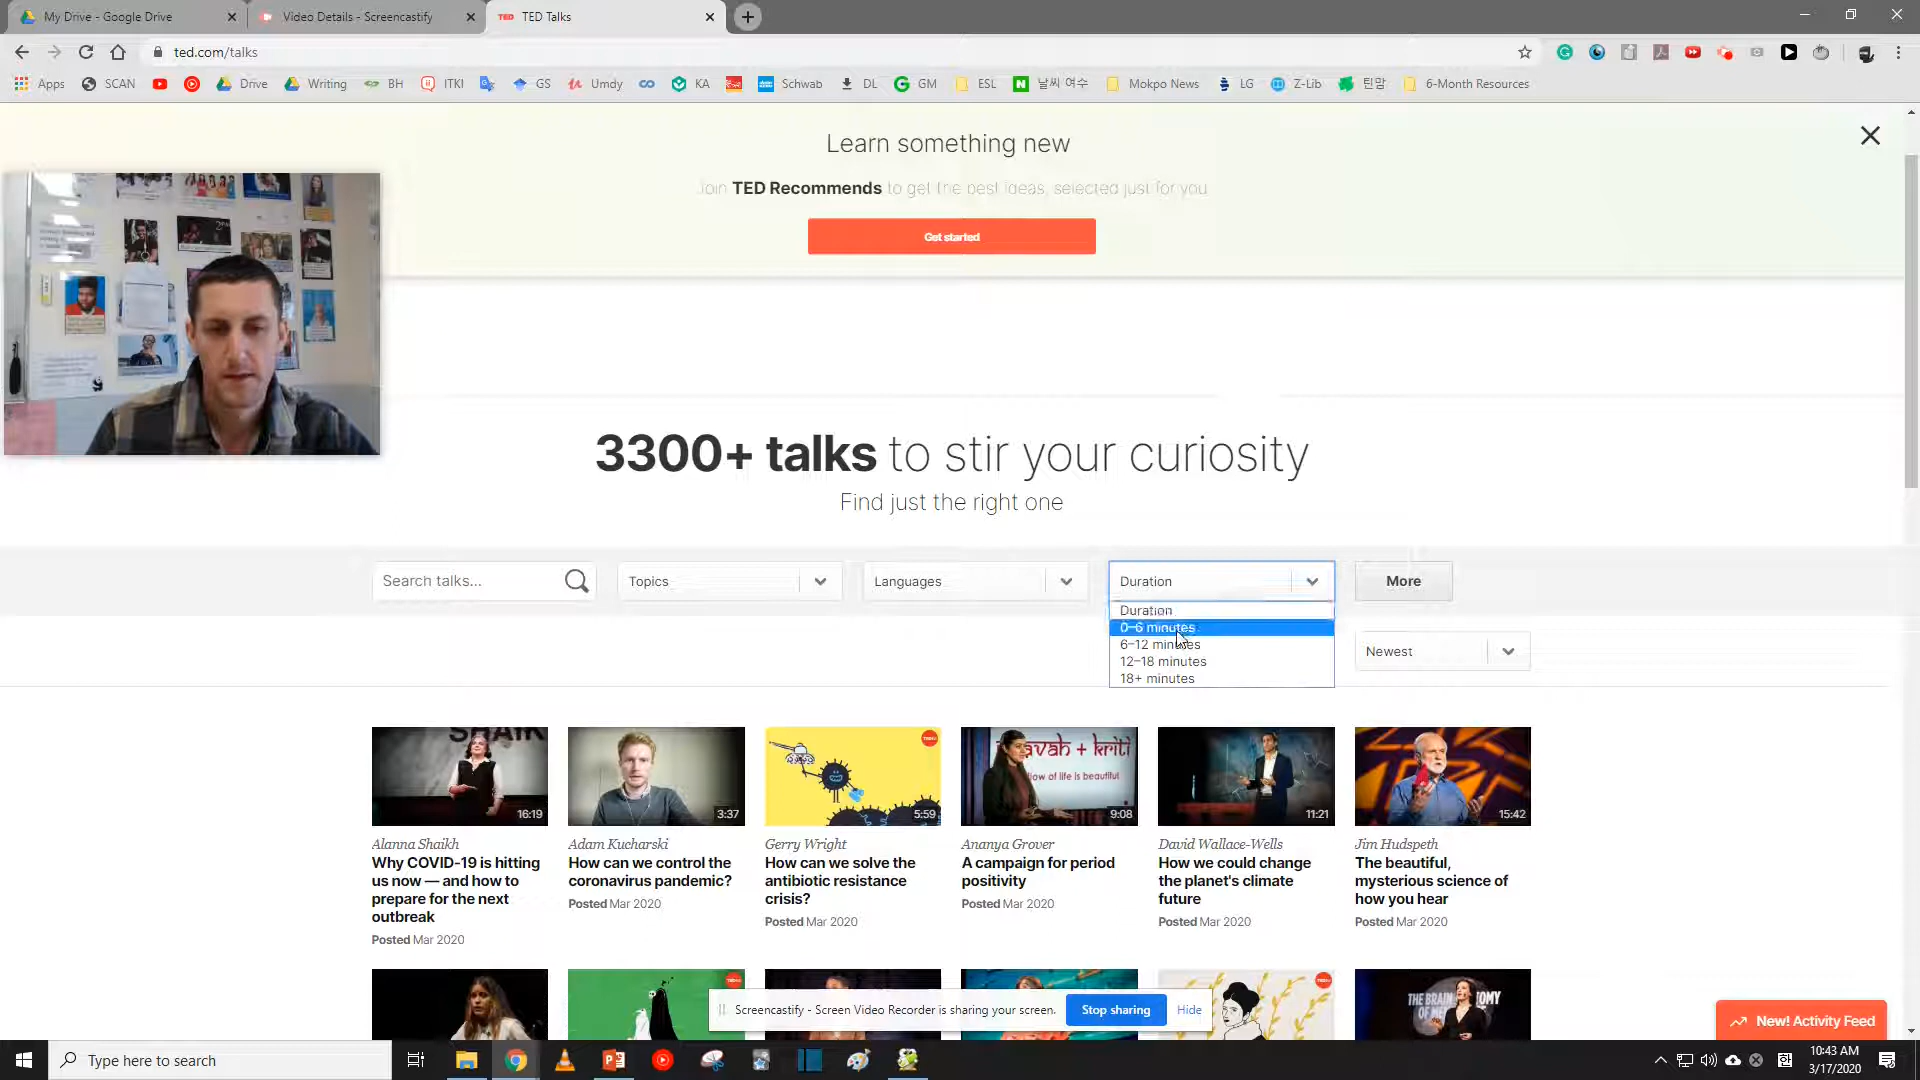 My Drive - Google Drive
Video Details - Screencastify
TED TED Talks
ted.com/talks
Apps SCAN Drive Writing BH ITKI GS Umdy KA Schwab DL GM ESL 날씨 여수 Mokpo News LG Z-Lib 틴맘 6-Month Resources
Learn something new
Join TED Recommends to get the best ideas, selected just for you
Get started
3300+ talks to stir your curiosity
Find just the right one
Search talks... Topics Languages Duration More
Duration
0–6 minutes
6–12 minutes
12–18 minutes
18+ minutes
Newest
16:19
Alanna Shaikh
Why COVID-19 is hitting
us now — and how to
prepare for the next
outbreak
Posted Mar 2020
3:37
Adam Kucharski
How can we control the
coronavirus pandemic?
Posted Mar 2020
5:59
Gerry Wright
How can we solve the
antibiotic resistance
crisis?
Posted Mar 2020
9:08
Ananya Grover
A campaign for period
positivity
Posted Mar 2020
11:21
David Wallace-Wells
How we could change
the planet's climate
future
Posted Mar 2020
15:42
Jim Hudspeth
The beautiful,
mysterious science of
how you hear
Posted Mar 2020
Screencastify - Screen Video Recorder is sharing your screen. Stop sharing Hide
New! Activity Feed
Type here to search
10:43 AM
3/17/2020